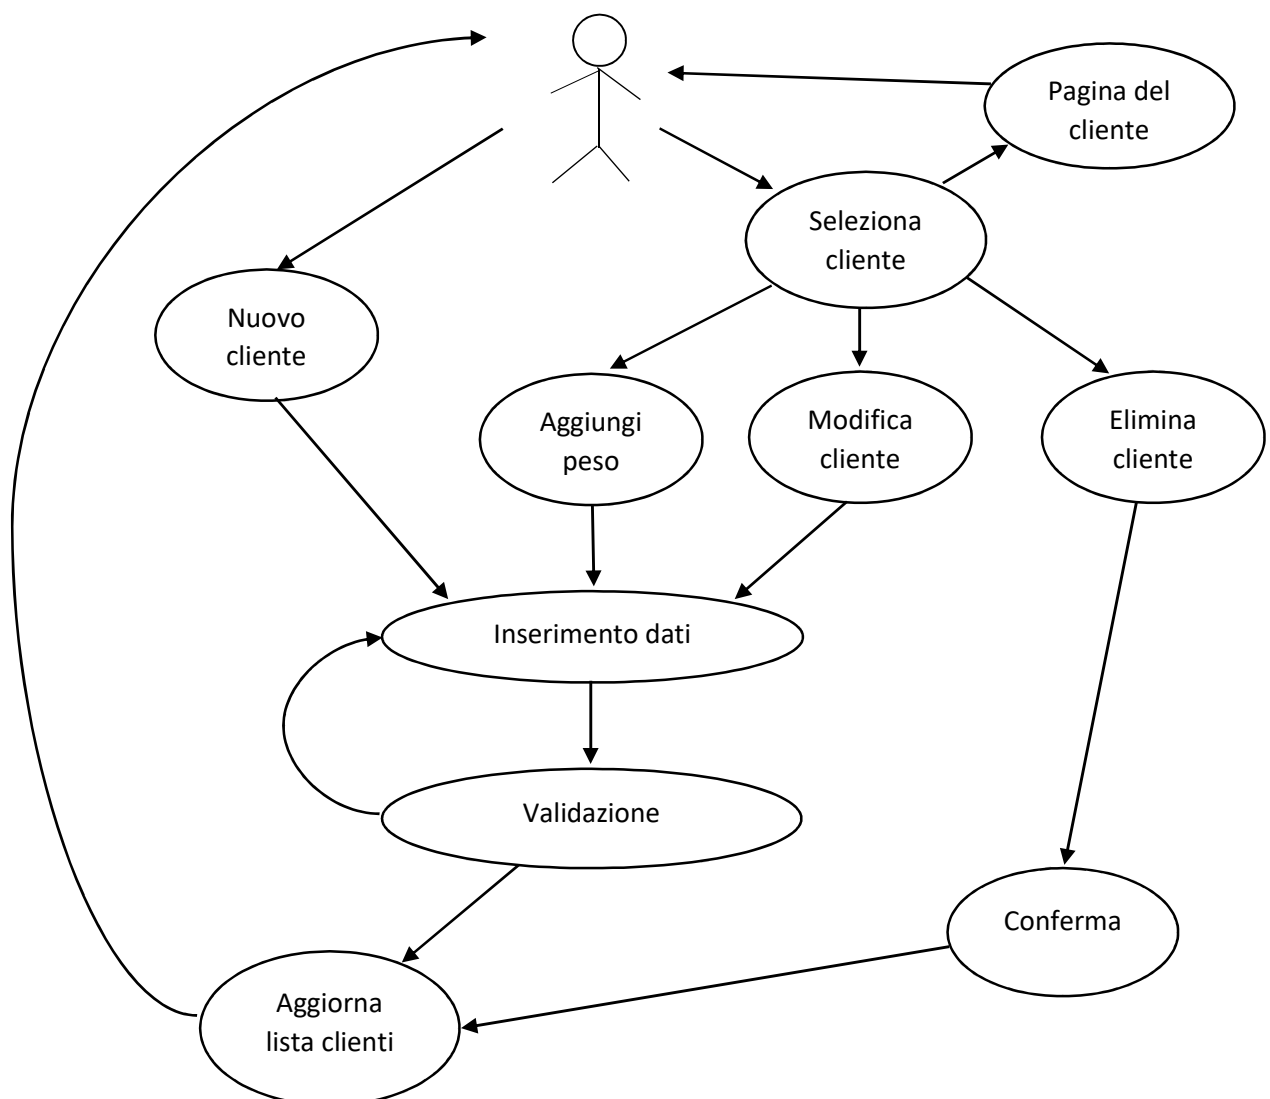 Pagina del
cliente
Seleziona
cliente
Nuovo
cliente
Aggiungi
peso
Modifica
cliente
Elimina
cliente
Inserimento dati
Validazione
Conferma
Aggiorna
lista clienti